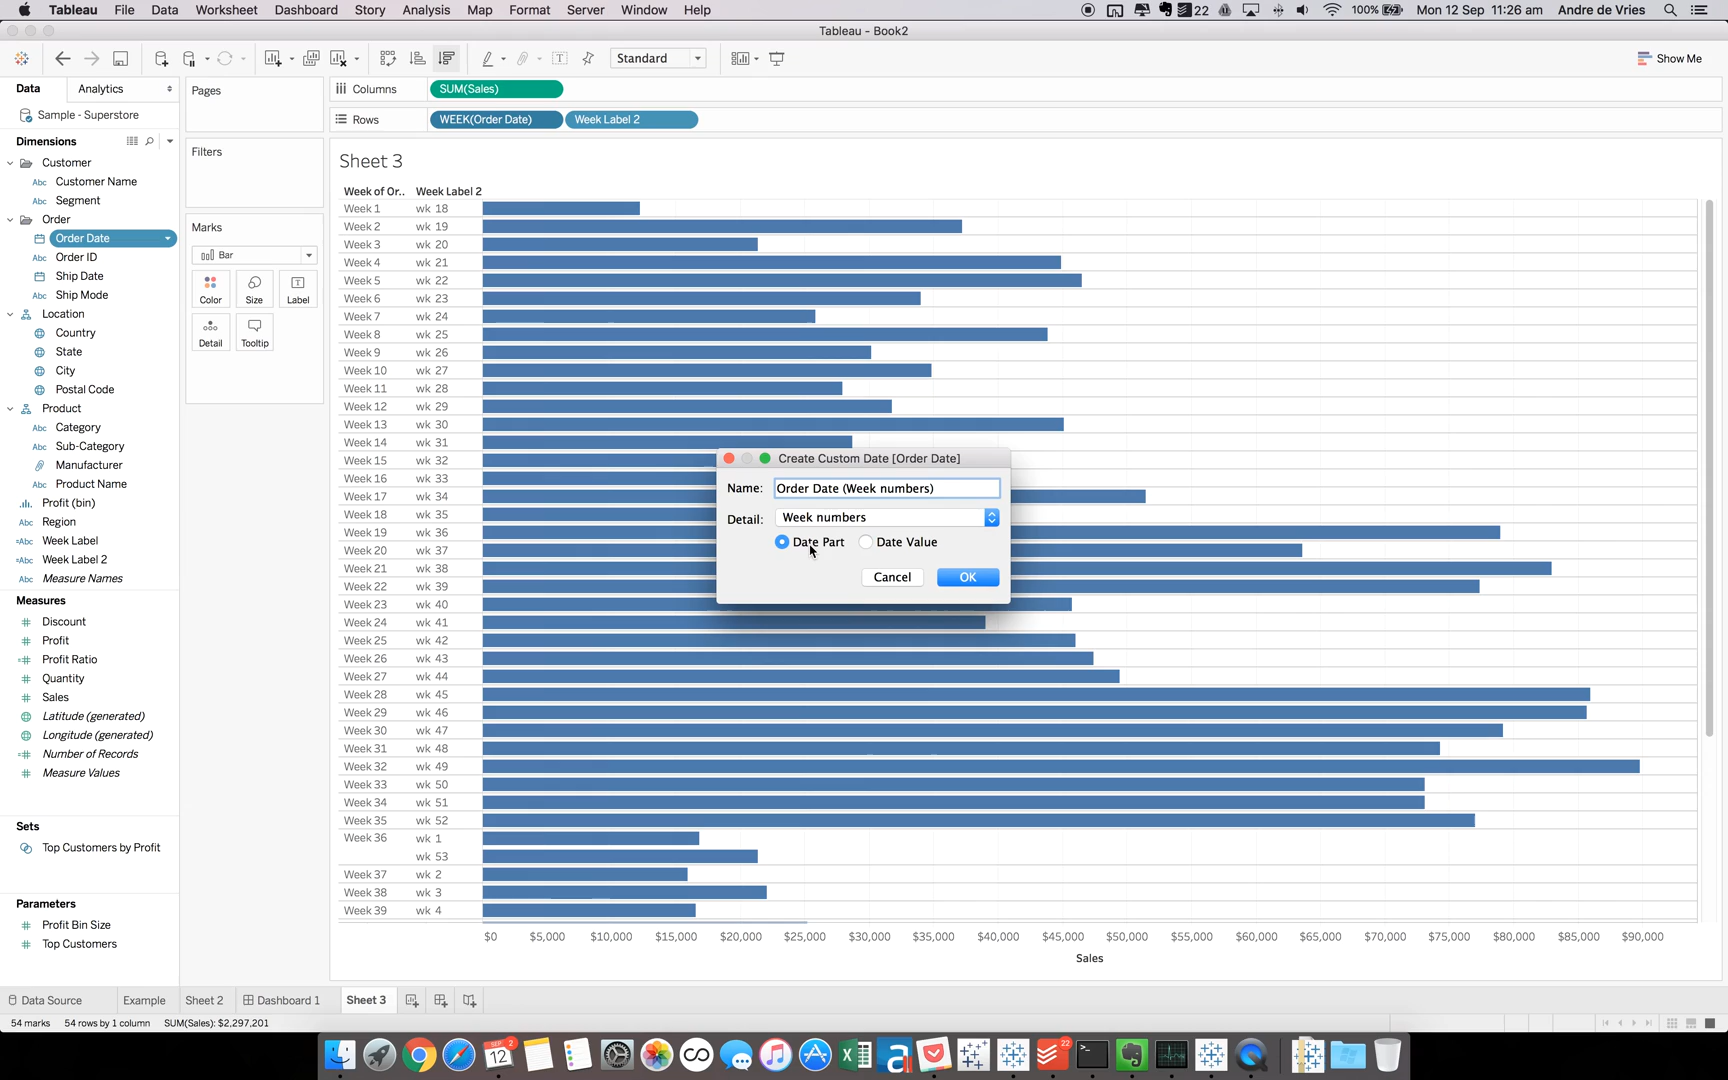 Tableau File Data Worksheet Dashboard Story Analysis Map Format Server Window Help 22 100% Mon 12 Sep 11:26 am Andre de Vries
Tableau - Book2
Standard Show Me
Data Analytics
Sample - Superstore
Dimensions
Customer
Abc Customer Name
Abc Segment
Order
Order Date
Abc Order ID
Ship Date
Abc Ship Mode
Location
Country
State
City
Postal Code
Product
Abc Category
Abc Sub-Category
Manufacturer
Abc Product Name
Profit (bin)
Abc Region
=Abc Week Label
=Abc Week Label 2
Abc Measure Names
Measures
# Discount
# Profit
=# Profit Ratio
# Quantity
# Sales
Latitude (generated)
Longitude (generated)
=# Number of Records
# Measure Values
Sets
Top Customers by Profit
Parameters
# Profit Bin Size
# Top Customers
Pages
Filters
Marks
Bar
Color Size Label
Detail Tooltip
Columns SUM(Sales)
Rows WEEK(Order Date) Week Label 2
Sheet 3
Week of Or.. Week Label 2
Week 1 wk 18
Week 2 wk 19
Week 3 wk 20
Week 4 wk 21
Week 5 wk 22
Week 6 wk 23
Week 7 wk 24
Week 8 wk 25
Week 9 wk 26
Week 10 wk 27
Week 11 wk 28
Week 12 wk 29
Week 13 wk 30
Week 14 wk 31
Week 15 wk 32
Week 16 wk 33
Week 17 wk 34
Week 18 wk 35
Week 19 wk 36
Week 20 wk 37
Week 21 wk 38
Week 22 wk 39
Week 23 wk 40
Week 24 wk 41
Week 25 wk 42
Week 26 wk 43
Week 27 wk 44
Week 28 wk 45
Week 29 wk 46
Week 30 wk 47
Week 31 wk 48
Week 32 wk 49
Week 33 wk 50
Week 34 wk 51
Week 35 wk 52
Week 36 wk 1
wk 53
Week 37 wk 2
Week 38 wk 3
Week 39 wk 4
$0 $5,000 $10,000 $15,000 $20,000 $25,000 $30,000 $35,000 $40,000 $45,000 $50,000 $55,000 $60,000 $65,000 $70,000 $75,000 $80,000 $85,000 $90,000
Sales
Create Custom Date [Order Date]
Name: Order Date (Week numbers)
Detail: Week numbers
Date Part Date Value
Cancel OK
Data Source Example Sheet 2 Dashboard 1 Sheet 3
54 marks 54 rows by 1 column SUM(Sales): $2,297,201
SEP 12 2 22